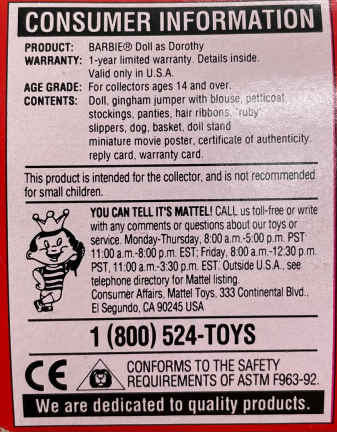 CONSUMER INFORMATION
PRODUCT: BARBIE® Doll as Dorothy
WARRANTY: 1-year limited warranty. Details inside.
Valid only in U.S.A.
AGE GRADE: For collectors ages 14 and over.
CONTENTS: Doll, gingham jumper with blouse, petticoat,
stockings, panties, hair ribbons, "ruby"
slippers, dog, basket, doll stand
miniature movie poster, certificate of authenticity,
reply card, warranty card.
This product is intended for the collector, and is not recommended
for small children.
YOU CAN TELL IT'S MATTEL! CALL us toll-free or write
with any comments or questions about our toys or
service. Monday-Thursday, 8:00 a.m.-5:00 p.m. PST
11:00 a.m.-8:00 p.m. EST; Friday, 8:00 a.m.-12:30 p.m.
PST, 11:00 a.m.-3:30 p.m. EST. Outside U.S.A., see
telephone directory for Mattel listing.
Consumer Affairs, Mattel Toys, 333 Continental Blvd.,
El Segundo, CA 90245 USA
1 (800) 524-TOYS
CE
CONFORMS TO THE SAFETY
REQUIREMENTS OF ASTM F963-92.
We are dedicated to quality products.